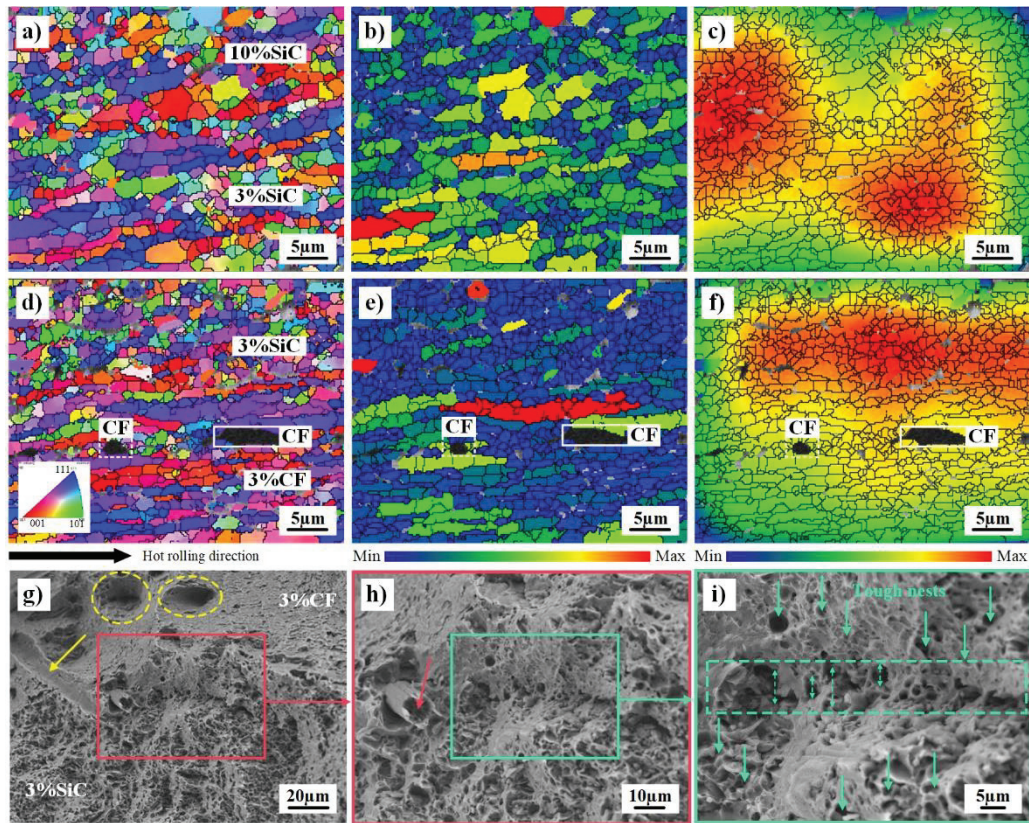 a)
10%SiC
3%SiC
5μm
b)
5μm
c)
5μm
d)
3%SiC
CF
CF
3%CF
111
001
101
5μm
e)
CF
CF
5μm
f)
CF
CF
5μm
Hot rolling direction
Min
Max
Min
Max
g)
3%CF
3%SiC
20μm
h)
10μm
i)
Tough nests
5μm